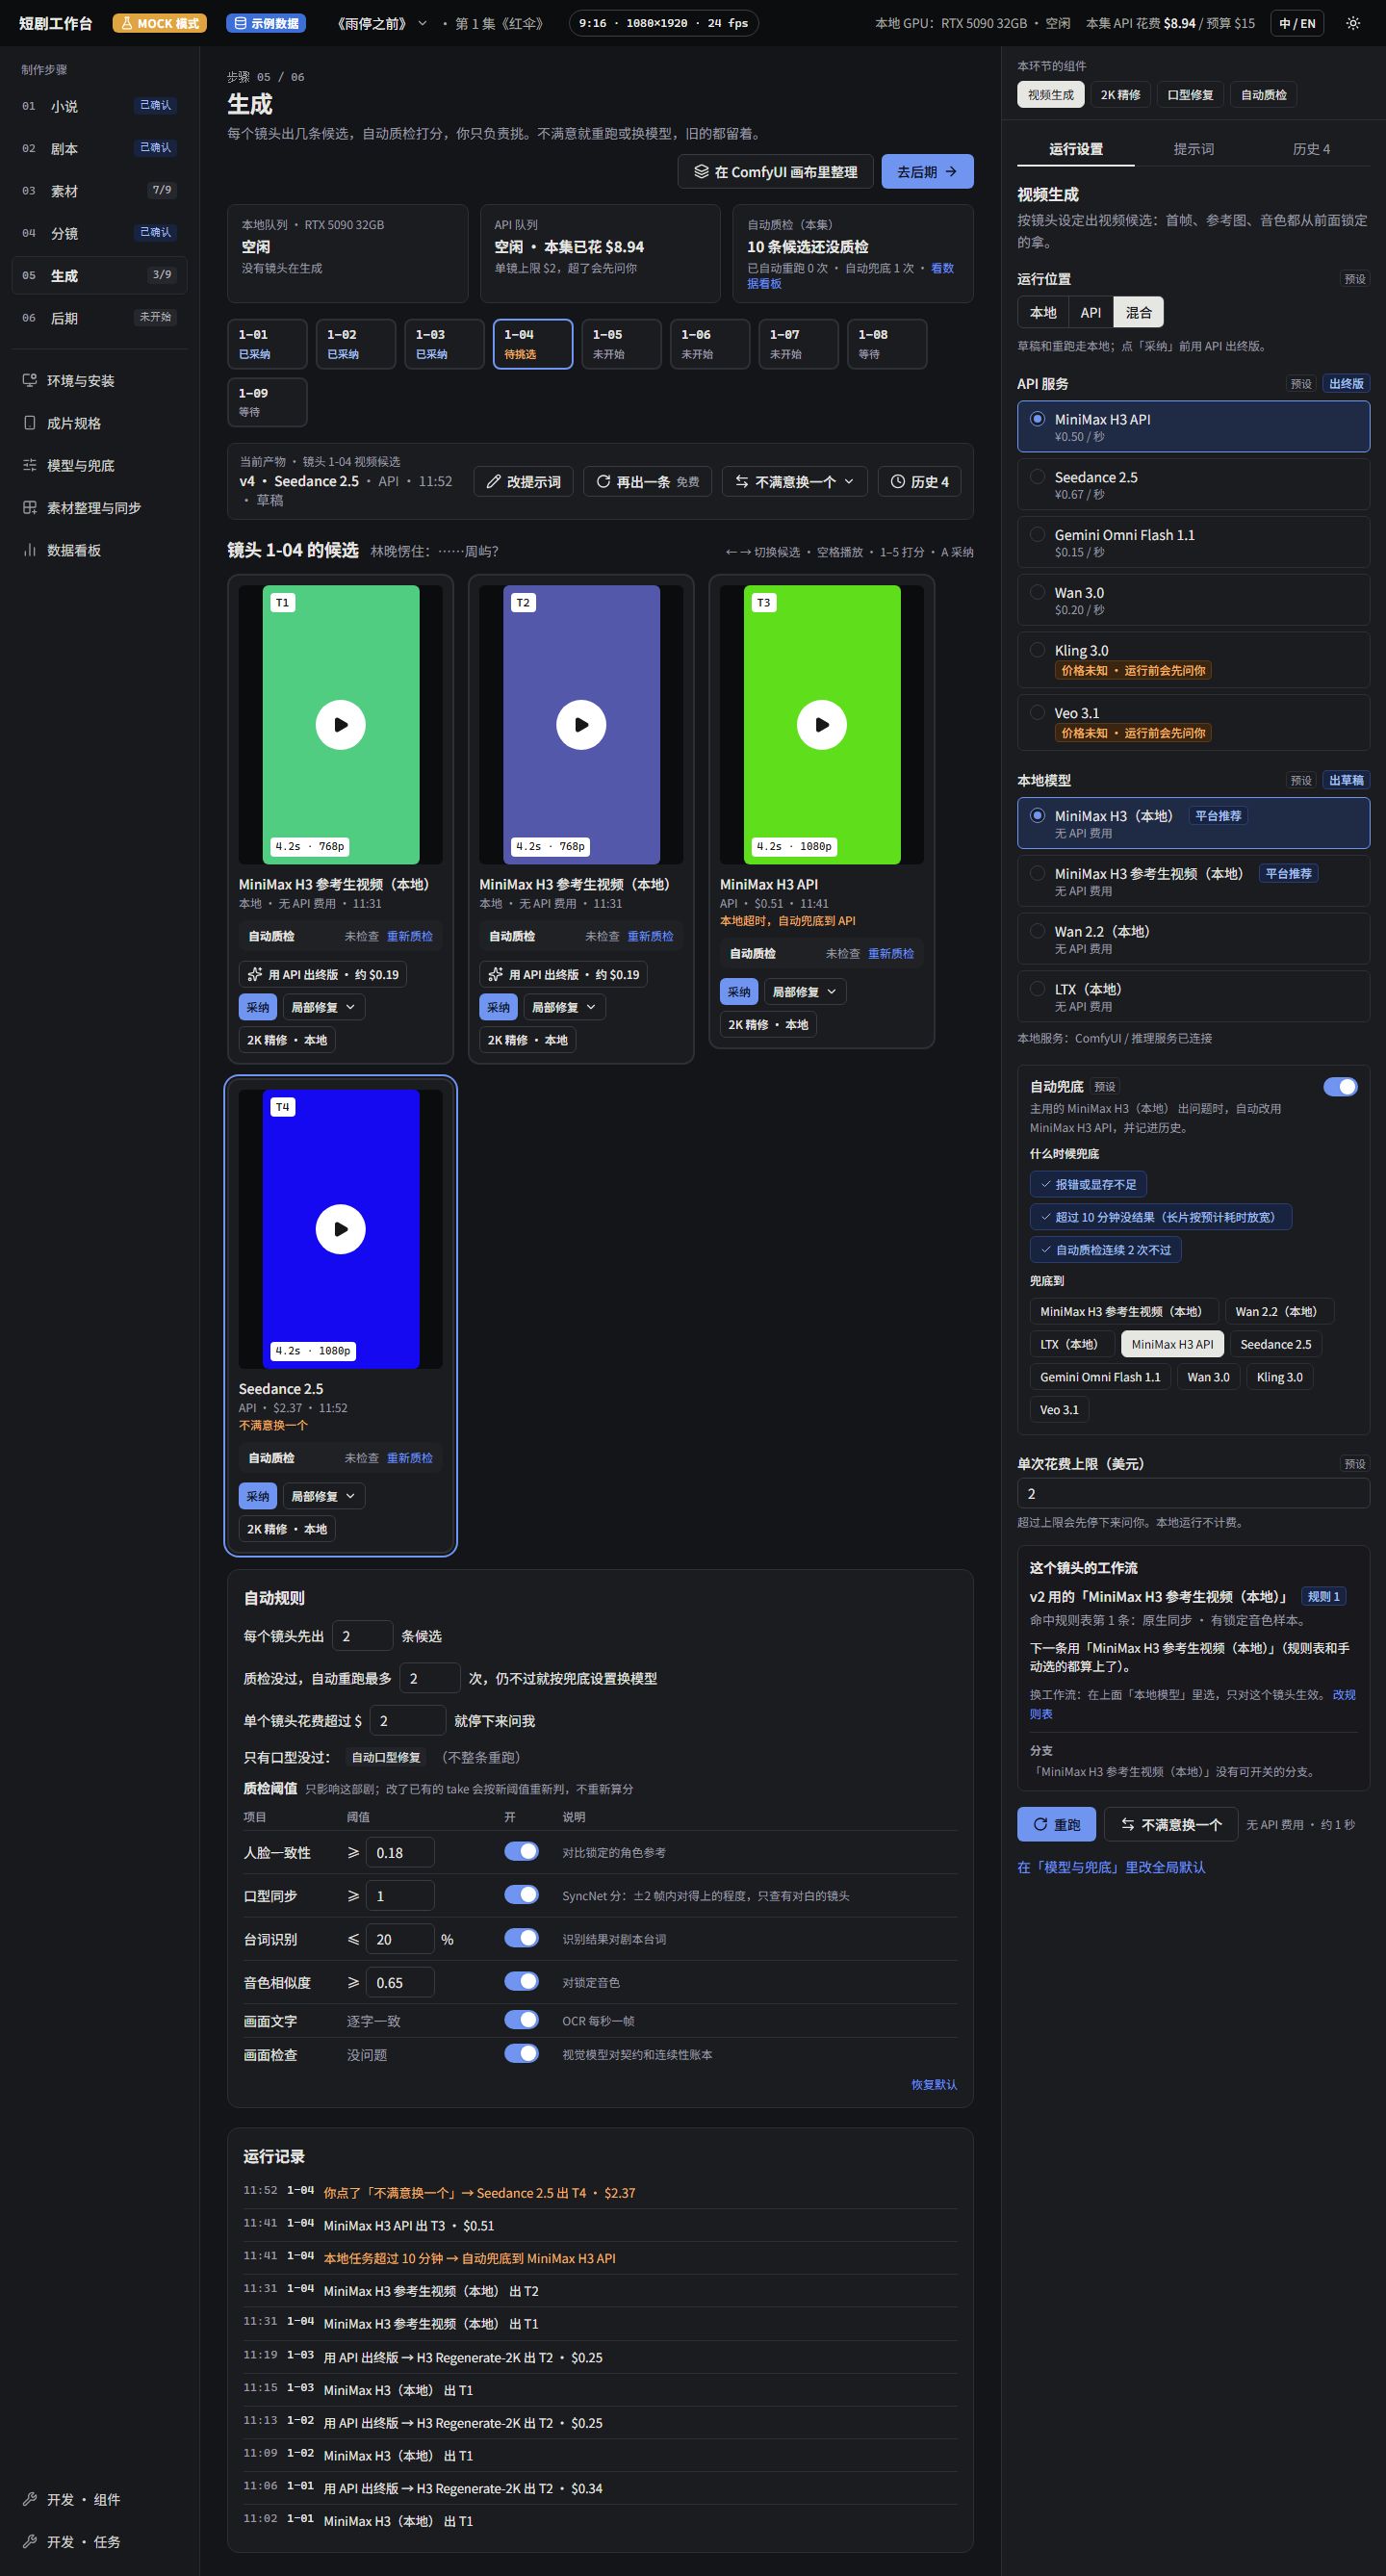 短剧工作台
MOCK 模式
示例数据
《雨停之前》
· 第 1 集《红伞》
9:16 · 1080×1920 · 24 fps
本地 GPU：RTX 5090 32GB · 空闲
本集 API 花费 $8.94 / 预算 $15
中 / EN
制作步骤
01 小说 已确认
02 剧本 已确认
03 素材 7/9
04 分镜 已确认
05 生成 3/9
06 后期 未开始
环境与安装
成片规格
模型与兜底
素材整理与同步
数据看板
开发 · 组件
开发 · 任务
步骤 05 / 06
生成
每个镜头出几条候选，自动质检打分，你只负责挑。不满意就重跑或换模型，旧的都留着。
在 ComfyUI 画布里整理
去后期 →
本地队列 · RTX 5090 32GB
空闲
没有镜头在生成
API 队列
空闲 · 本集已花 $8.94
单镜上限 $2，超了会先问你
自动质检（本集）
10 条候选还没质检
已自动重跑 0 次 · 自动兜底 1 次 · 看数
据看板
1-01
已采纳
1-02
已采纳
1-03
已采纳
1-04
待挑选
1-05
未开始
1-06
未开始
1-07
未开始
1-08
等待
1-09
等待
当前产物 · 镜头 1-04 视频候选
v4 · Seedance 2.5 · API · 11:52
· 草稿
改提示词
再出一条 免费
不满意换一个
历史 4
镜头 1-04 的候选 林晚愣住：……周屿？
← → 切换候选 · 空格播放 · 1–5 打分 · A 采纳
T1
4.2s · 768p
MiniMax H3 参考生视频（本地）
本地 · 无 API 费用 · 11:31
自动质检 未检查 重新质检
用 API 出终版 · 约 $0.19
采纳 局部修复
2K 精修 · 本地
T2
4.2s · 768p
MiniMax H3 参考生视频（本地）
本地 · 无 API 费用 · 11:31
自动质检 未检查 重新质检
用 API 出终版 · 约 $0.19
采纳 局部修复
2K 精修 · 本地
T3
4.2s · 1080p
MiniMax H3 API
API · $0.51 · 11:41
本地超时，自动兜底到 API
自动质检 未检查 重新质检
采纳 局部修复
2K 精修 · 本地
T4
4.2s · 1080p
Seedance 2.5
API · $2.37 · 11:52
不满意换一个
自动质检 未检查 重新质检
采纳 局部修复
2K 精修 · 本地
自动规则
每个镜头先出 2 条候选
质检没过，自动重跑最多 2 次，仍不过就按兜底设置换模型
单个镜头花费超过 $ 2 就停下来问我
只有口型没过： 自动口型修复 （不整条重跑）
质检阈值 只影响这部剧；改了已有的 take 会按新阈值重新判，不重新算分
项目 阈值 开 说明
人脸一致性 ≥ 0.18 对比锁定的角色参考
口型同步 ≥ 1 SyncNet 分：±2 帧内对得上的程度，只查有对白的镜头
台词识别 ≤ 20 % 识别结果对剧本台词
音色相似度 ≥ 0.65 对锁定音色
画面文字 逐字一致 OCR 每秒一帧
画面检查 没问题 视觉模型对契约和连续性账本
恢复默认
运行记录
11:52 1-04 你点了「不满意换一个」→ Seedance 2.5 出 T4 · $2.37
11:41 1-04 MiniMax H3 API 出 T3 · $0.51
11:41 1-04 本地任务超过 10 分钟 → 自动兜底到 MiniMax H3 API
11:31 1-04 MiniMax H3 参考生视频（本地） 出 T2
11:31 1-04 MiniMax H3 参考生视频（本地） 出 T1
11:19 1-03 用 API 出终版 → H3 Regenerate-2K 出 T2 · $0.25
11:15 1-03 MiniMax H3（本地） 出 T1
11:13 1-02 用 API 出终版 → H3 Regenerate-2K 出 T2 · $0.25
11:09 1-02 MiniMax H3（本地） 出 T1
11:06 1-01 用 API 出终版 → H3 Regenerate-2K 出 T2 · $0.34
11:02 1-01 MiniMax H3（本地） 出 T1
本环节的组件
视频生成 2K 精修 口型修复 自动质检
运行设置 提示词 历史 4
视频生成
按镜头设定出视频候选：首帧、参考图、音色都从前面锁定
的拿。
运行位置 预设
本地 API 混合
草稿和重跑走本地；点「采纳」前用 API 出终版。
API 服务 预设 出终版
MiniMax H3 API
¥0.50 / 秒
Seedance 2.5
¥0.67 / 秒
Gemini Omni Flash 1.1
$0.15 / 秒
Wan 3.0
$0.20 / 秒
Kling 3.0
价格未知 · 运行前会先问你
Veo 3.1
价格未知 · 运行前会先问你
本地模型 预设 出草稿
MiniMax H3（本地） 平台推荐
无 API 费用
MiniMax H3 参考生视频（本地） 平台推荐
无 API 费用
Wan 2.2（本地）
无 API 费用
LTX（本地）
无 API 费用
本地服务：ComfyUI / 推理服务已连接
自动兜底 预设
主用的 MiniMax H3（本地） 出问题时，自动改用
MiniMax H3 API，并记进历史。
什么时候兜底
报错或显存不足
超过 10 分钟没结果（长片按预计耗时放宽）
自动质检连续 2 次不过
兜底到
MiniMax H3 参考生视频（本地） Wan 2.2（本地）
LTX（本地） MiniMax H3 API Seedance 2.5
Gemini Omni Flash 1.1 Wan 3.0 Kling 3.0
Veo 3.1
单次花费上限（美元） 预设
2
超过上限会先停下来问你。本地运行不计费。
这个镜头的工作流
v2 用的「MiniMax H3 参考生视频（本地）」 规则 1
命中规则表第 1 条：原生同步 · 有锁定音色样本。
下一条用「MiniMax H3 参考生视频（本地）」（规则表和手
动选的都算上了）。
换工作流：在上面「本地模型」里选，只对这个镜头生效。 改规
则表
分支
「MiniMax H3 参考生视频（本地）」没有可开关的分支。
重跑 不满意换一个 无 API 费用 · 约 1 秒
在「模型与兜底」里改全局默认